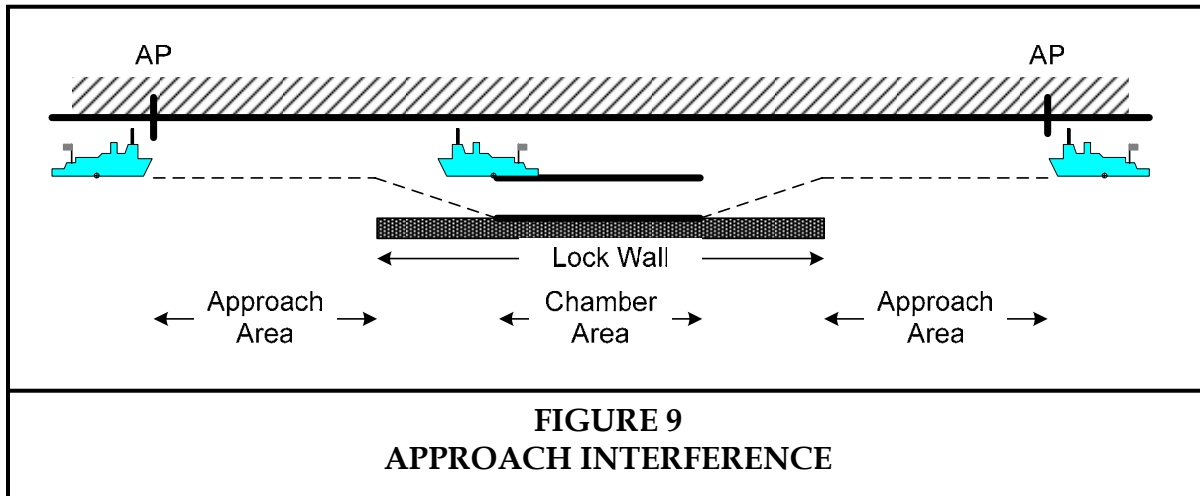 AP AP
Lock Wall
Approach Area
Chamber Area
Approach Area
FIGURE 9
APPROACH INTERFERENCE